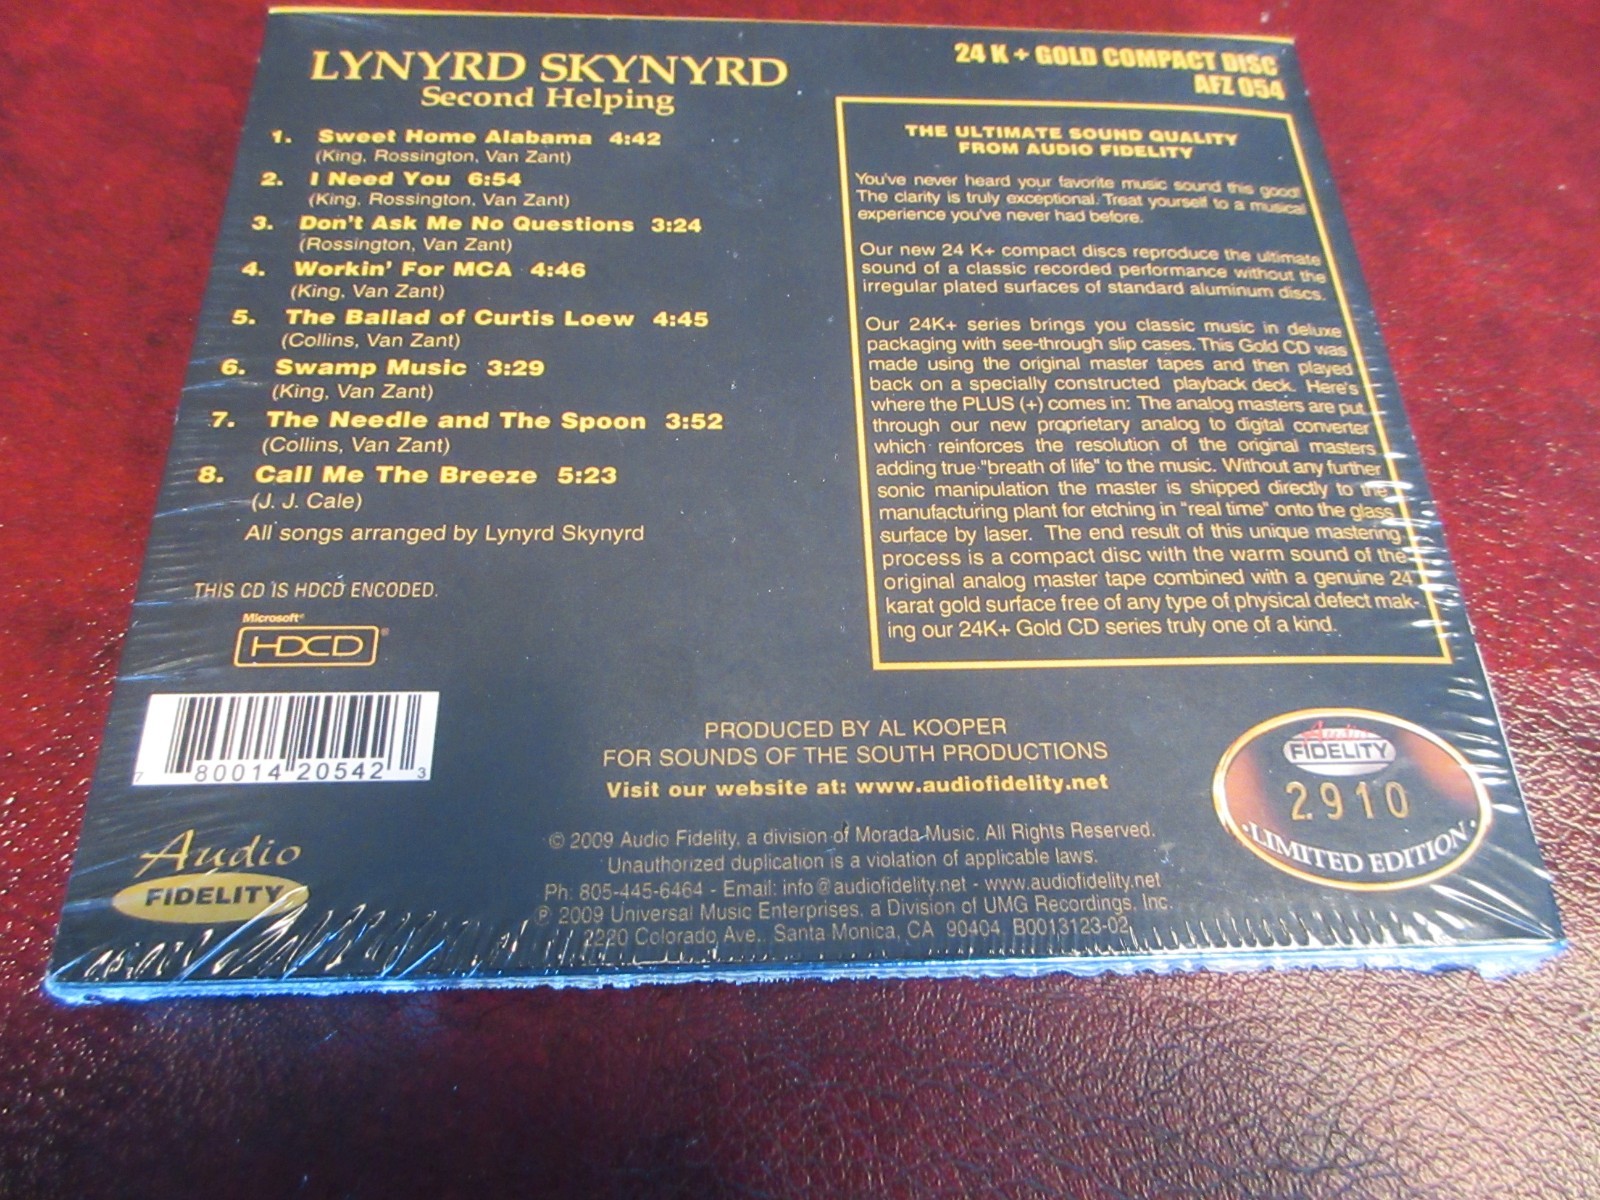 LYNYRD SKYNYRD
Second Helping
1. Sweet Home Alabama 4:42
(King, Rossington, Van Zant)
2. I Need You 6:54
(King, Rossington, Van Zant)
3. Don't Ask Me No Questions 3:24
(Rossington, Van Zant)
4. Workin' For MCA 4:46
(King, Van Zant)
5. The Ballad of Curtis Loew 4:45
(Collins, Van Zant)
6. Swamp Music 3:29
(King, Van Zant)
7. The Needle and The Spoon 3:52
(Collins, Van Zant)
8. Call Me The Breeze 5:23
(J. J. Cale)
All songs arranged by Lynyrd Skynyrd
THIS CD IS HDCD ENCODED.
Microsoft®
HDCD®
7 80014 20542 3
Audio
FIDELITY
24 K + GOLD COMPACT DISC
AFZ 054
THE ULTIMATE SOUND QUALITY
FROM AUDIO FIDELITY
You've never heard your favorite music sound this good!
The clarity is truly exceptional. Treat yourself to a musical
experience you've never had before.
Our new 24 K+ compact discs reproduce the ultimate
sound of a classic recorded performance without the
irregular plated surfaces of standard aluminum discs.
Our 24K+ series brings you classic music in deluxe
packaging with see-through slip cases. This Gold CD was
made using the original master tapes and then played
back on a specially constructed playback deck. Here's
where the PLUS (+) comes in: The analog masters are put
through our new proprietary analog to digital converter
which reinforces the resolution of the original masters
adding true "breath of life" to the music. Without any further
sonic manipulation the master is shipped directly to the
manufacturing plant for etching in "real time" onto the glass
surface by laser. The end result of this unique mastering
process is a compact disc with the warm sound of the
original analog master tape combined with a genuine 24
karat gold surface free of any type of physical defect mak-
ing our 24K+ Gold CD series truly one of a kind.
PRODUCED BY AL KOOPER
FOR SOUNDS OF THE SOUTH PRODUCTIONS
Visit our website at: www.audiofidelity.net
© 2009 Audio Fidelity, a division of Morada Music. All Rights Reserved.
Unauthorized duplication is a violation of applicable laws.
Ph: 805-445-6464 - Email: info@audiofidelity.net - www.audiofidelity.net
℗ 2009 Universal Music Enterprises, a Division of UMG Recordings, Inc.
2220 Colorado Ave., Santa Monica, CA 90404 B0013123-02
Audio
FIDELITY
2910
·LIMITED EDITION·